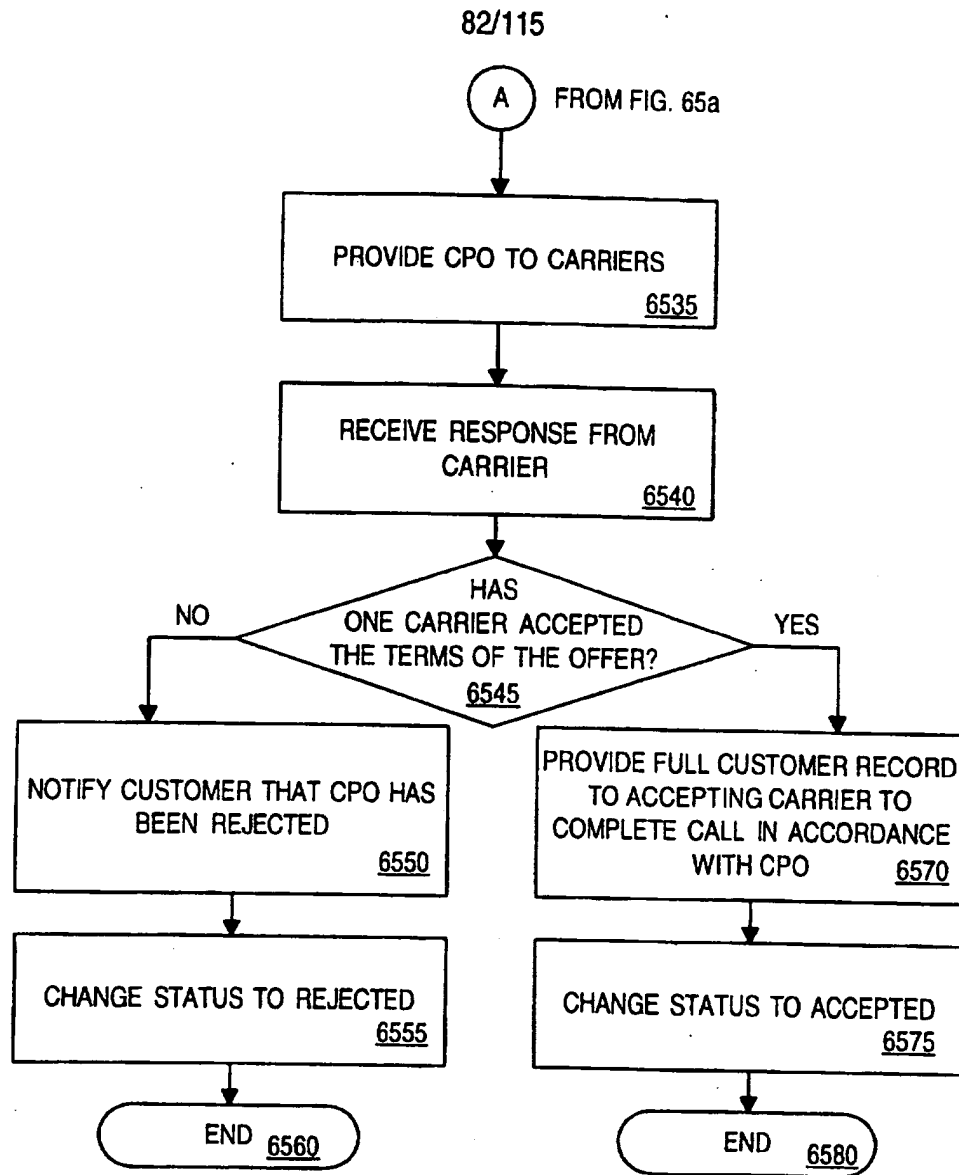 82/115
A FROM FIG. 65a
PROVIDE CPO TO CARRIERS
6535
RECEIVE RESPONSE FROM
CARRIER
6540
HAS
ONE CARRIER ACCEPTED
THE TERMS OF THE OFFER?
6545
NO
YES
NOTIFY CUSTOMER THAT CPO HAS
BEEN REJECTED
6550
PROVIDE FULL CUSTOMER RECORD
TO ACCEPTING CARRIER TO
COMPLETE CALL IN ACCORDANCE
WITH CPO 6570
CHANGE STATUS TO REJECTED
6555
CHANGE STATUS TO ACCEPTED
6575
END 6560
END 6580